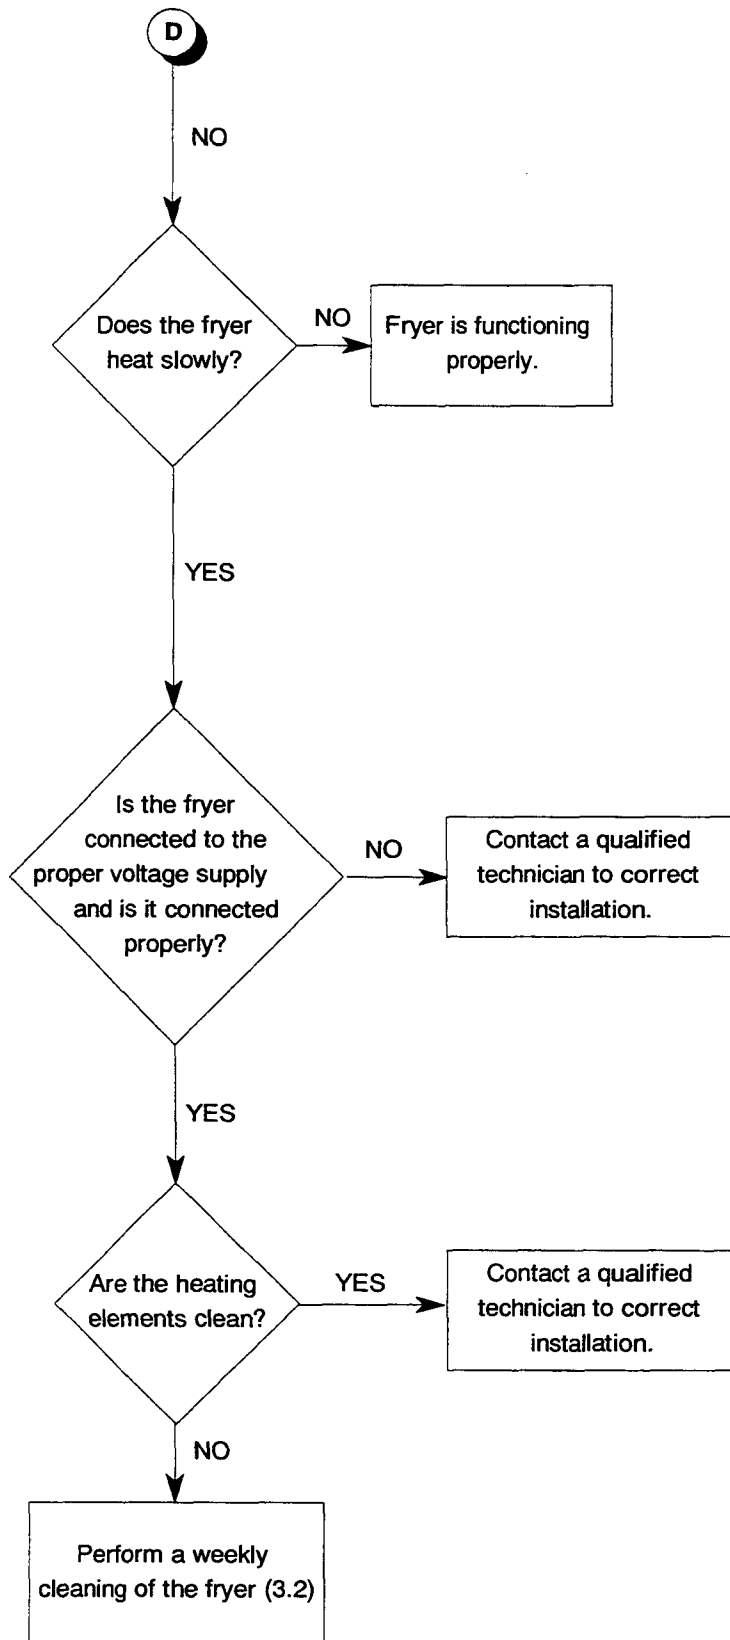 D
NO
Does the fryer
heat slowly?
NO
Fryer is functioning
properly.
YES
Is the fryer
connected to the
proper voltage supply
and is it connected
properly?
NO
Contact a qualified
technician to correct
installation.
YES
Are the heating
elements clean?
YES
Contact a qualified
technician to correct
installation.
NO
Perform a weekly
cleaning of the fryer (3.2)